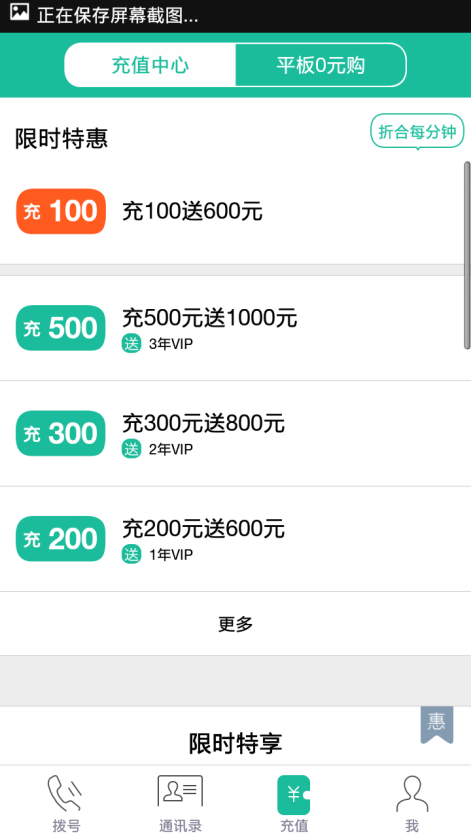 正在保存屏幕截图...
充值中心
平板0元购
限时特惠
折合每分钟
充 100
充100送600元
充 500
充500元送1000元
送 3年VIP
充 300
充300元送800元
送 2年VIP
充 200
充200元送600元
送 1年VIP
更多
惠
限时特享
¥
拨号
通讯录
充值
我